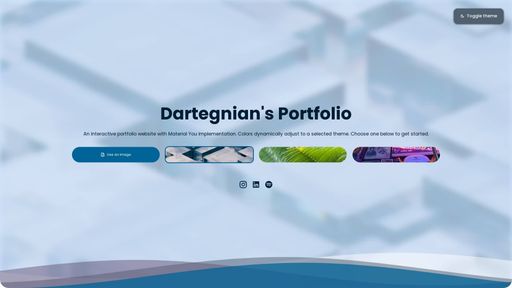 Toggle theme
Dartegnian's Portfolio
An interactive portfolio website with Material You implementation. Colors dynamically adjust to a selected theme. Choose one below to get started.
Use an image